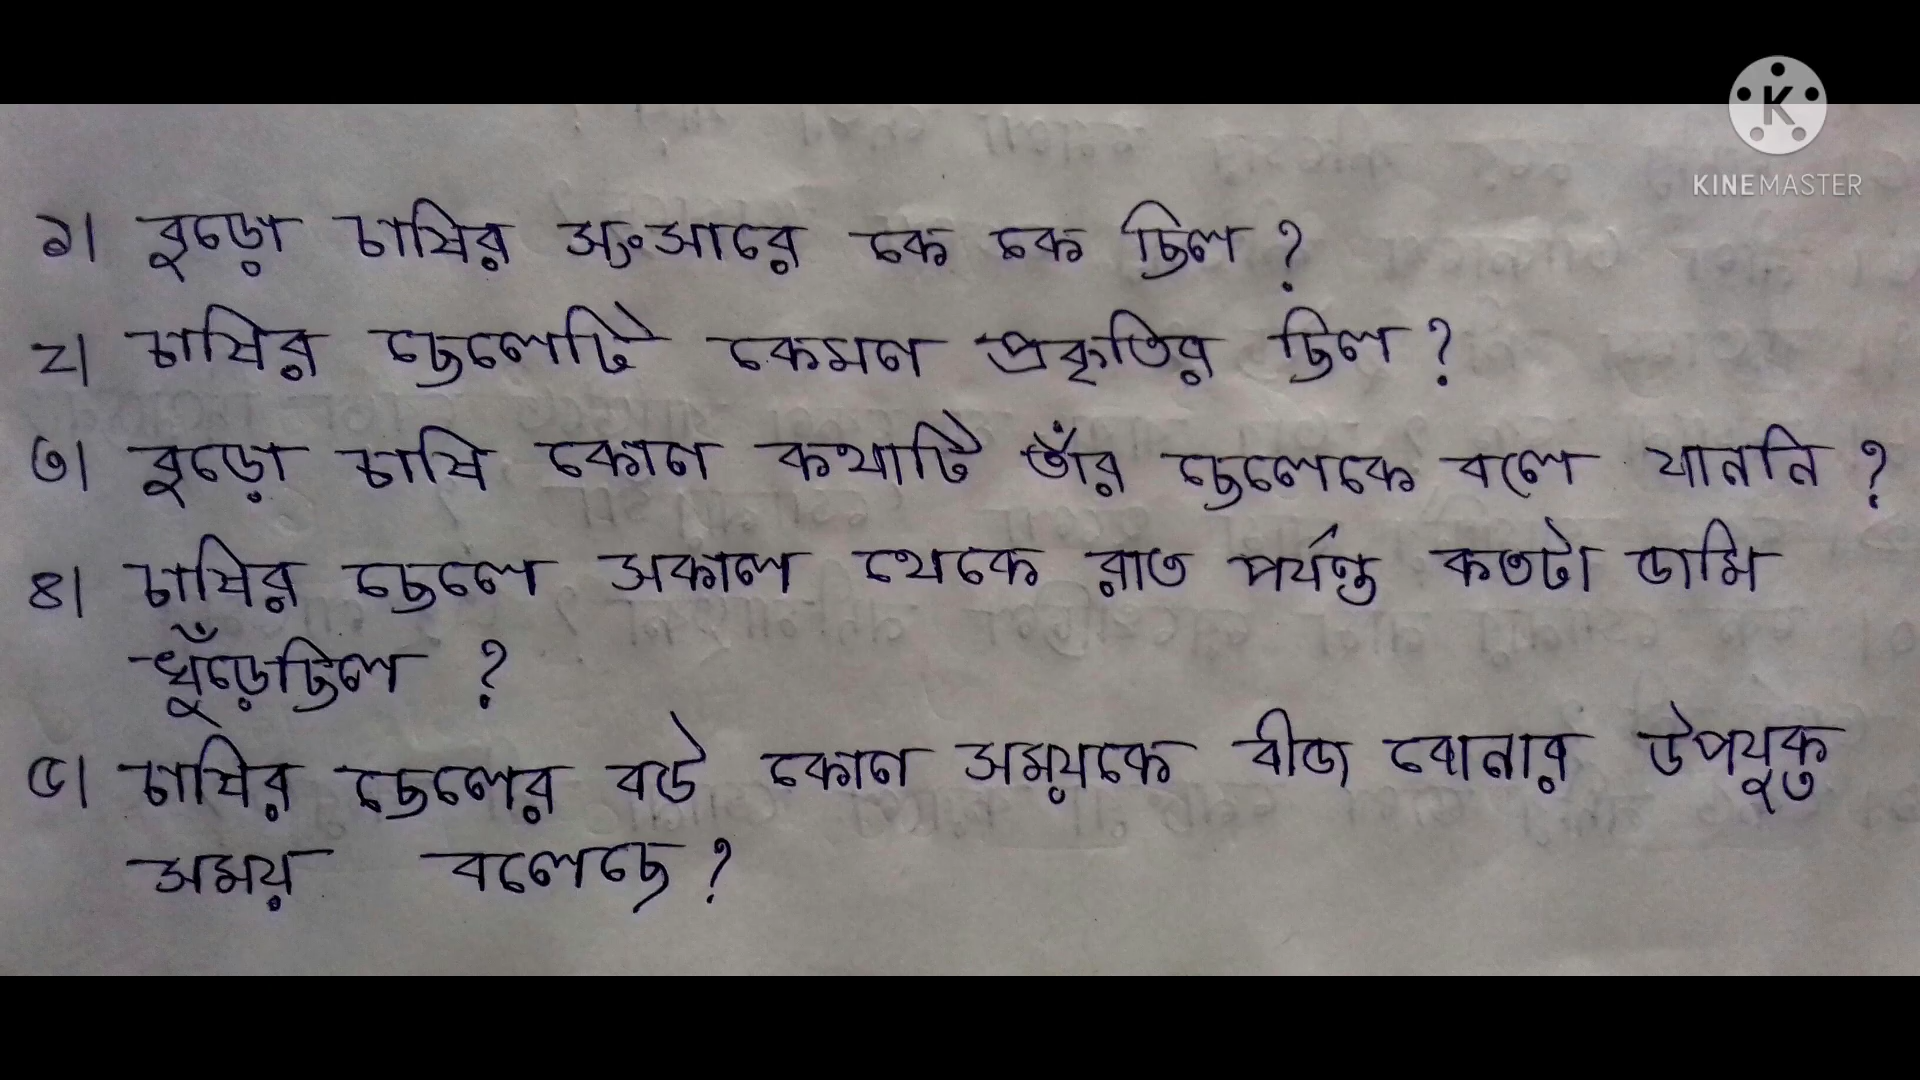 K
KINEMASTER
১। বুড়ো চাষির সংসারে কে কে ছিল ?
২। চাষির ছেলেটি কেমন প্রকৃতির ছিল ?
৩। বুড়ো চাষি কোন কথাটি তাঁর ছেলেকে বলে যাননি ?
৪। চাষির ছেলে সকাল থেকে রাত পর্যন্ত কতটা জমি
খুঁড়েছিল ?
৫। চাষির ছেলের বউ কোন সময়কে বীজ বোনার উপযুক্ত
সময় বলেছে ?